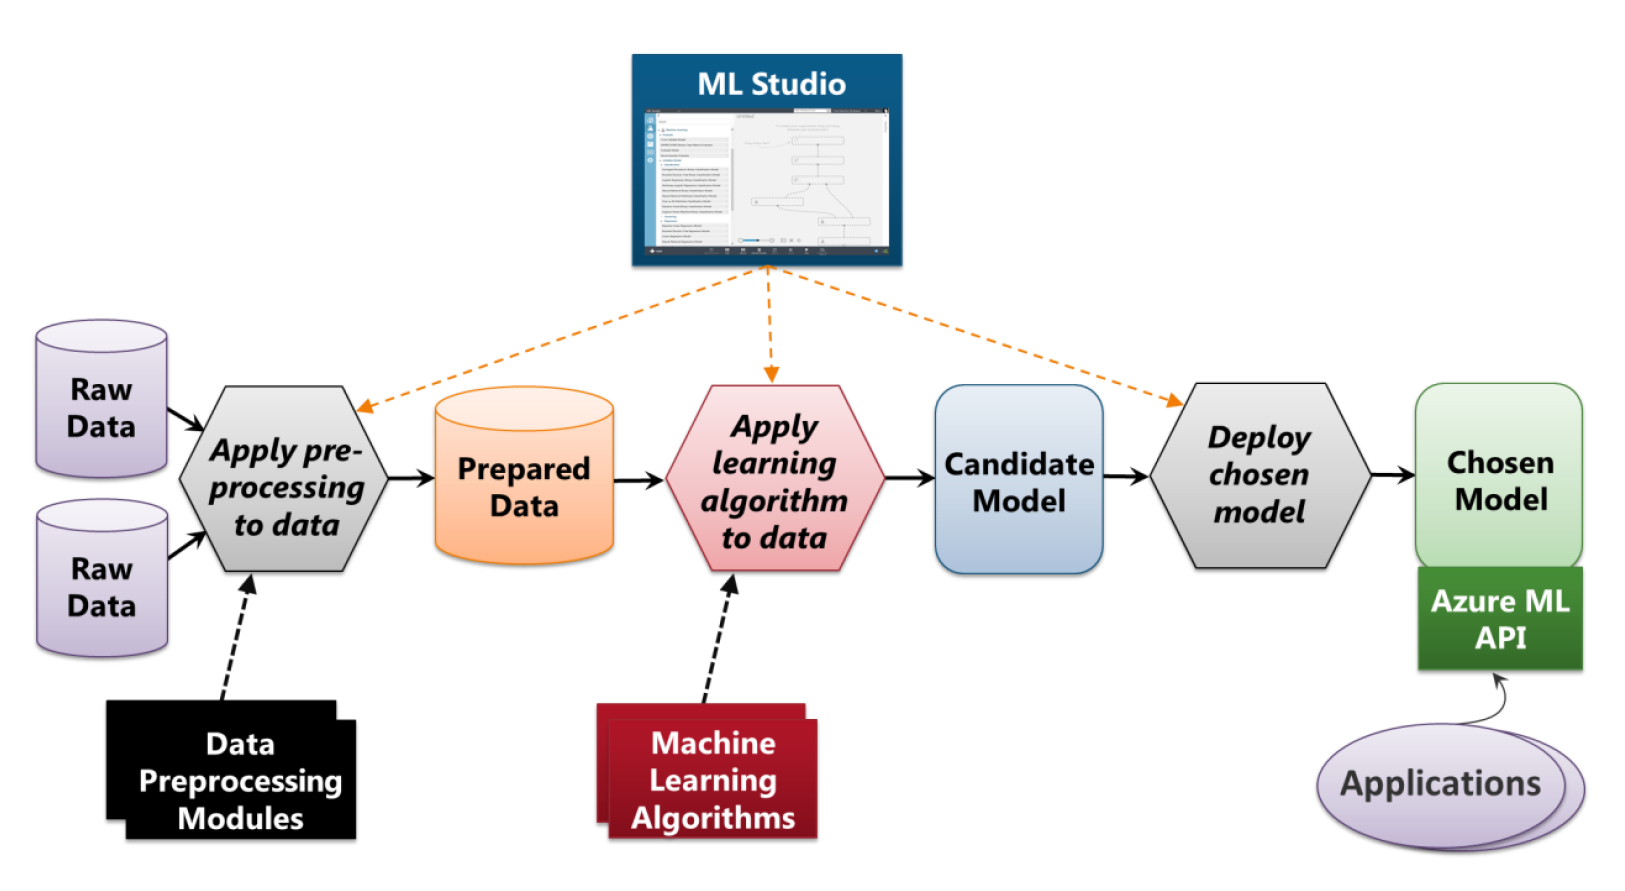 ML Studio
Raw
Data
Raw
Data
Apply pre-
processing
to data
Prepared
Data
Apply
learning
algorithm
to data
Candidate
Model
Deploy
chosen
model
Chosen
Model
Azure ML
API
Data
Preprocessing
Modules
Machine
Learning
Algorithms
Applications